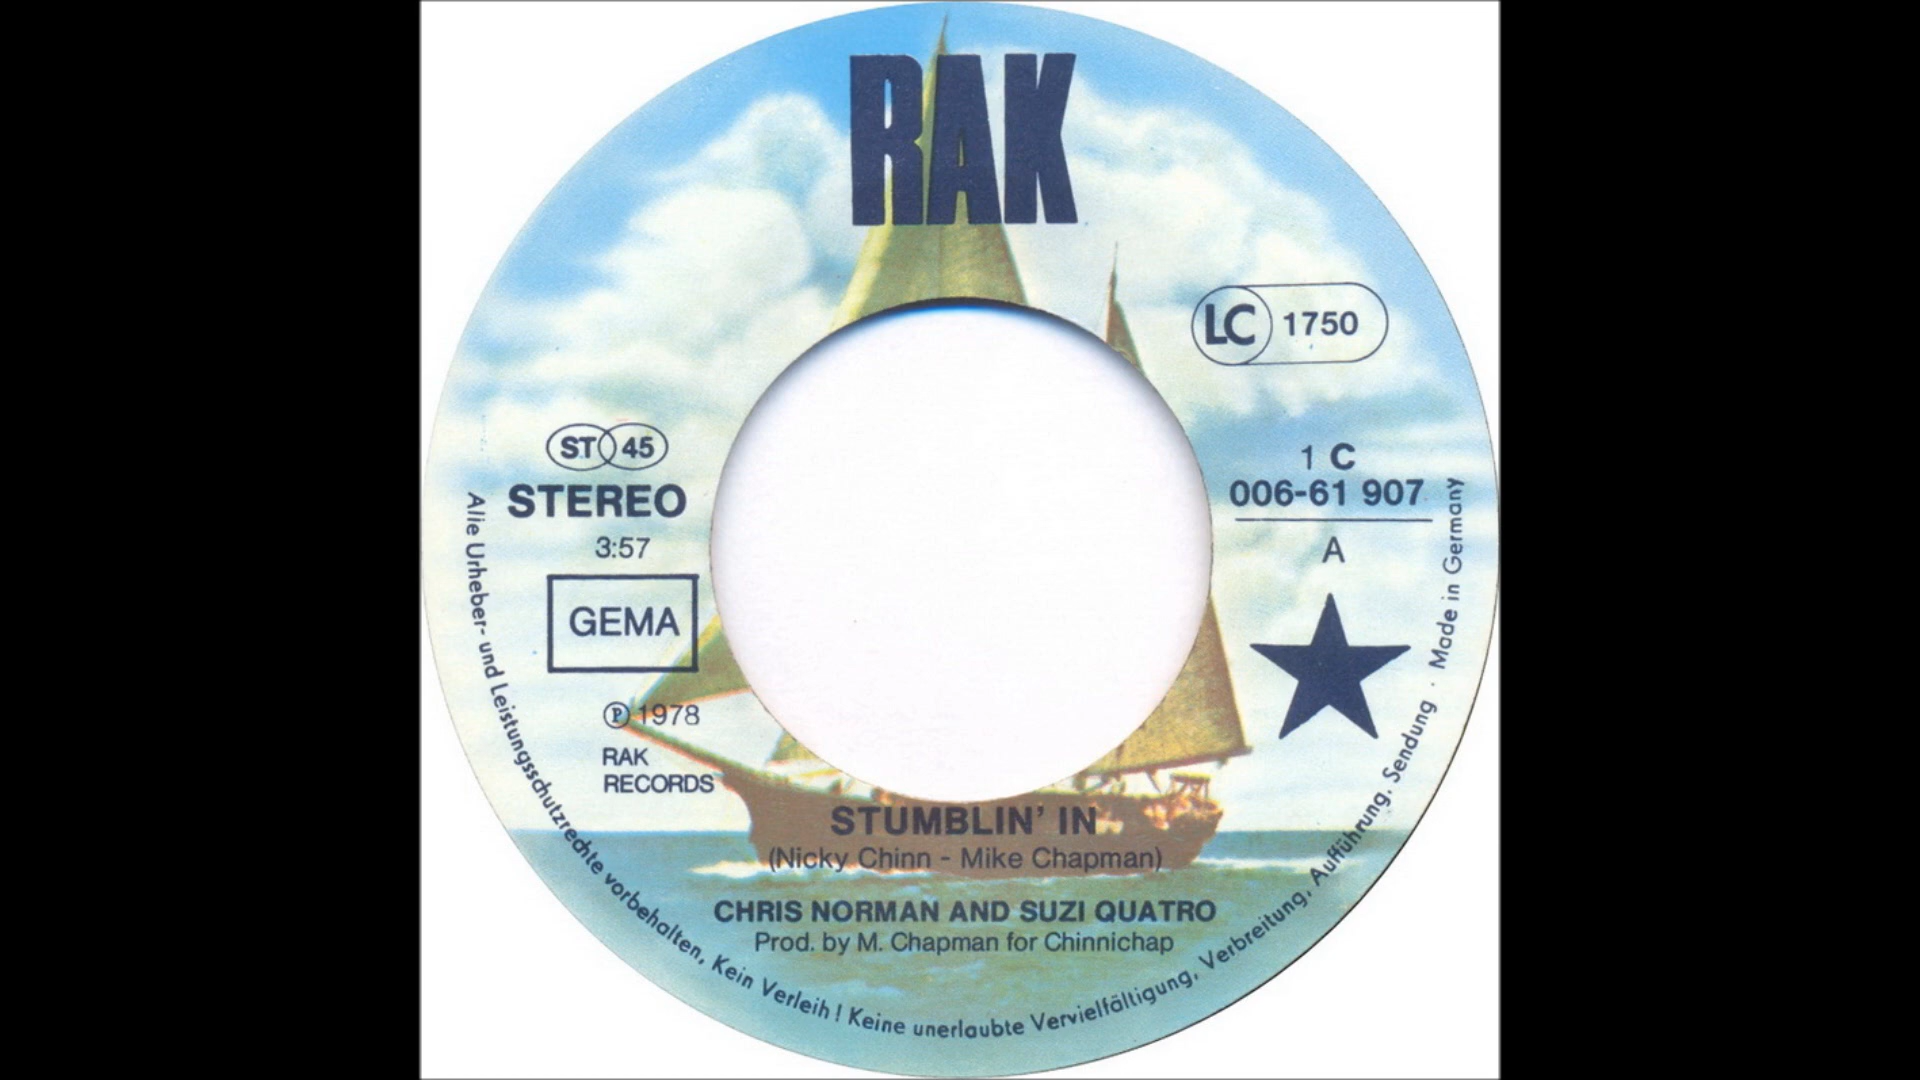 RAK
LC 1750
ST 45
STEREO
3:57
GEMA
℗ 1978
RAK
RECORDS
1 C
006-61 907
A
STUMBLIN' IN
(Nicky Chinn - Mike Chapman)
CHRIS NORMAN AND SUZI QUATRO
Prod. by M. Chapman for Chinnichap
Alle Urheber- und Leistungsschutzrechte vorbehalten, Kein Verleih! Keine unerlaubte Vervielfältigung, Verbreitung, Aufführung, Sendung · Made in Germany